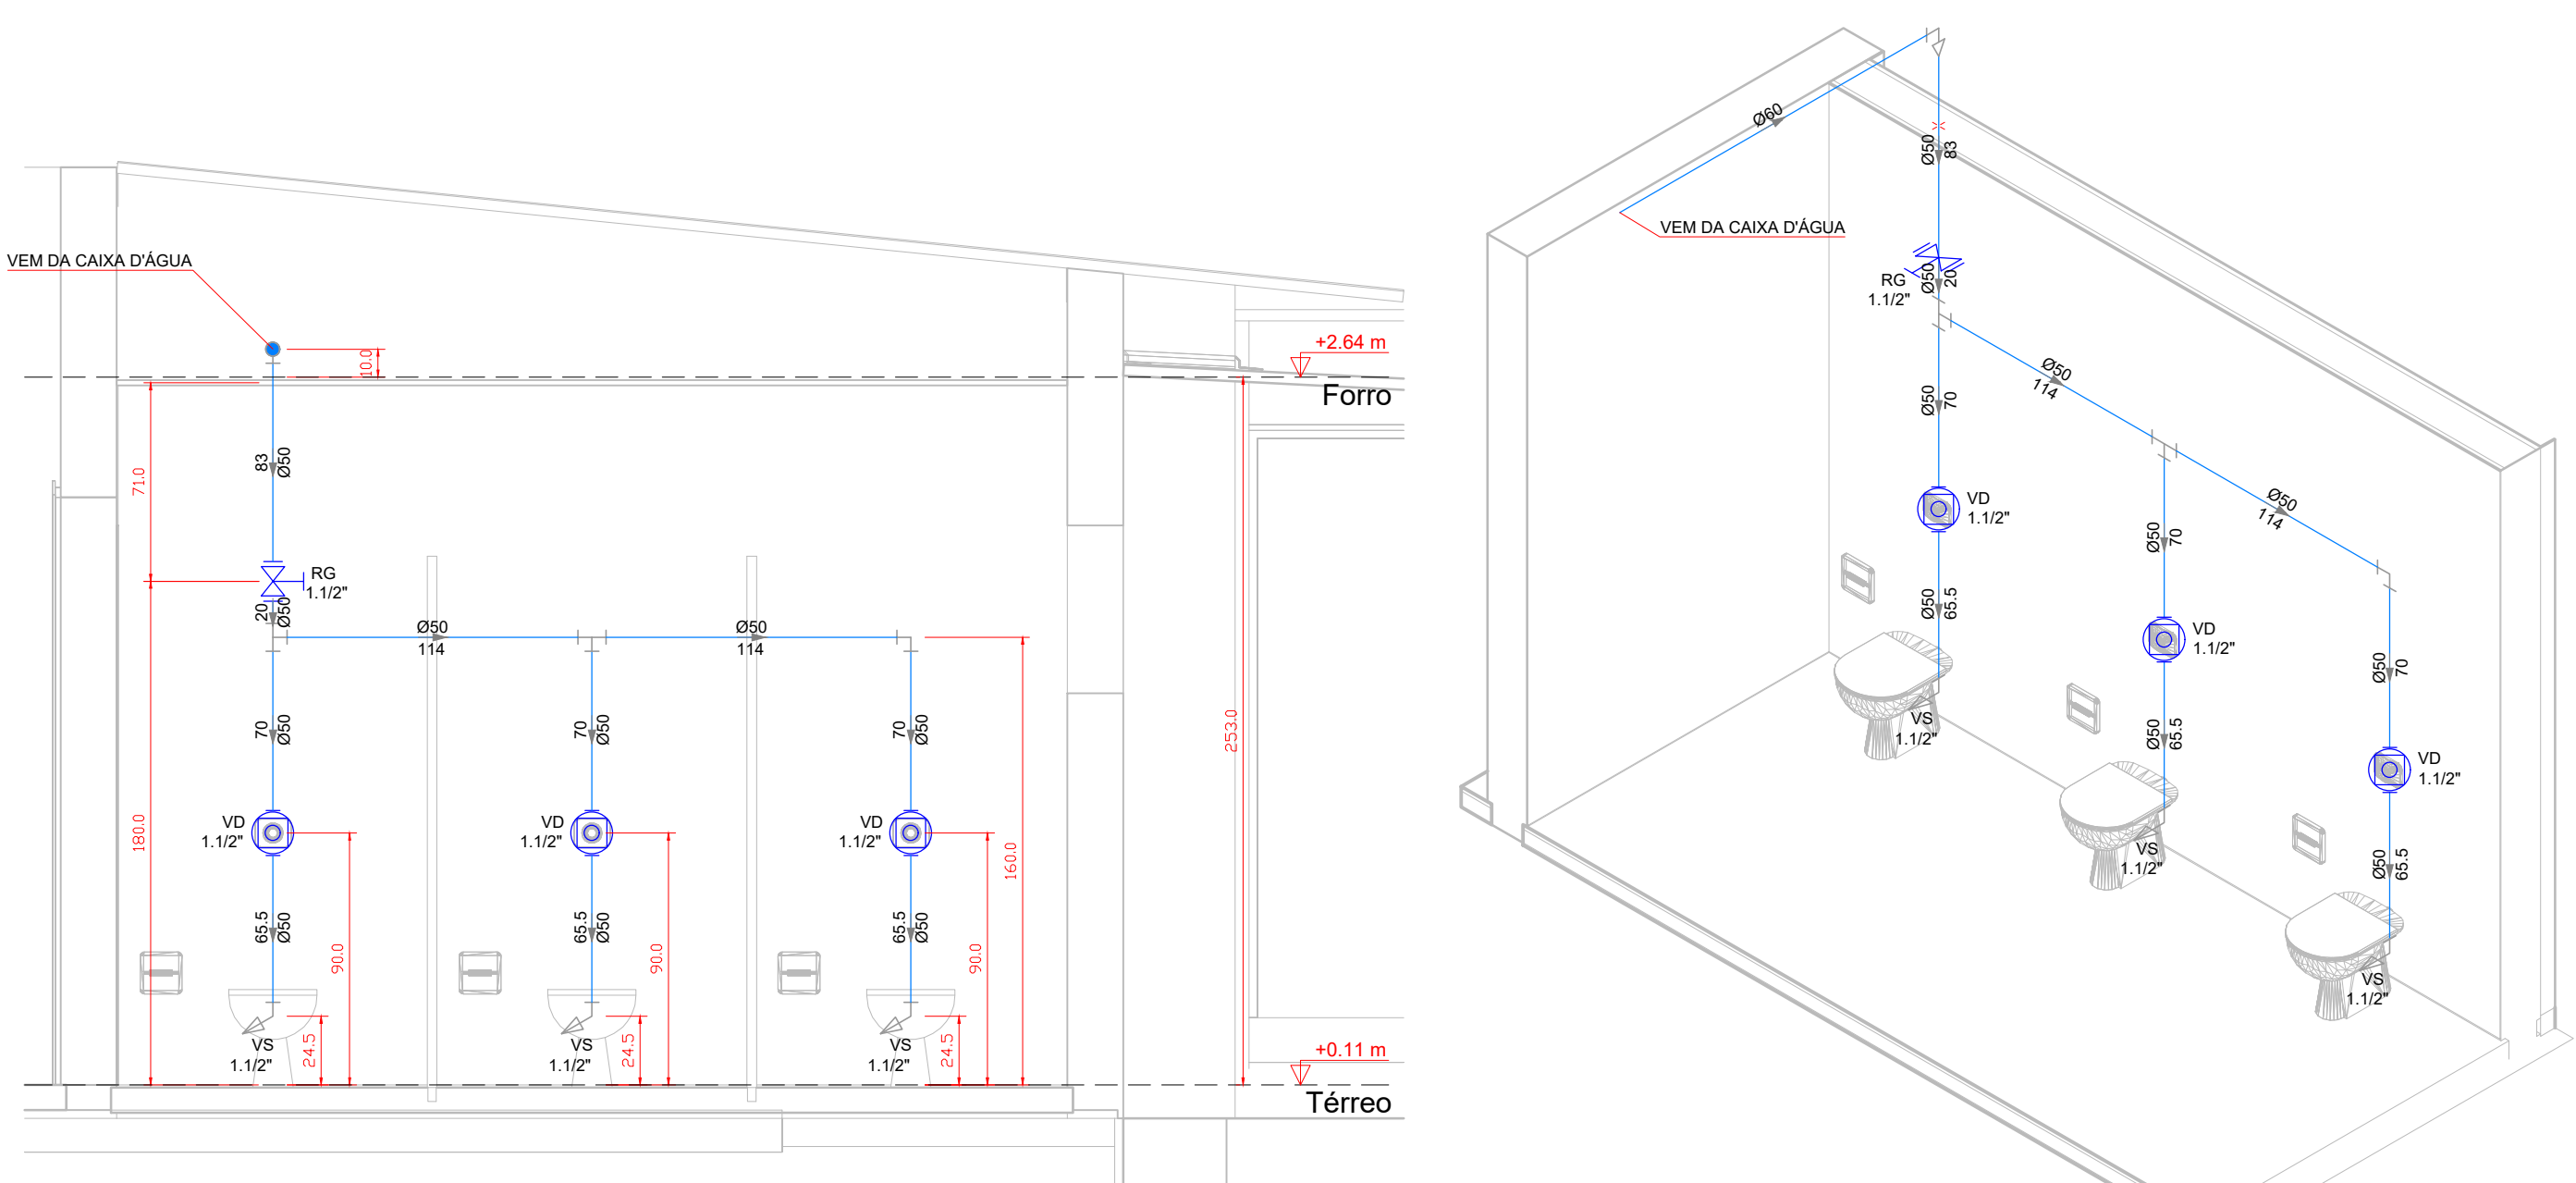 VEM DA CAIXA D'ÁGUA
10.0
+2.64 m
Forro
71.0
83
Ø50
RG
1.1/2"
20
Ø50
Ø50
114
Ø50
114
70
Ø50
70
Ø50
70
Ø50
253.0
180.0
VD
1.1/2"
VD
1.1/2"
VD
1.1/2"
160.0
65.5
Ø50
90.0
65.5
Ø50
90.0
65.5
Ø50
90.0
VS
1.1/2"
24.5
VS
1.1/2"
24.5
VS
1.1/2"
24.5
+0.11 m
Térreo
Ø60
VEM DA CAIXA D'ÁGUA
Ø50
83
RG
1.1/2"
Ø50
20
Ø50
114
Ø50
70
Ø50
114
VD
1.1/2"
Ø50
70
Ø50
65.5
VD
1.1/2"
Ø50
70
VS
1.1/2"
Ø50
65.5
VD
1.1/2"
VS
1.1/2"
Ø50
65.5
VS
1.1/2"